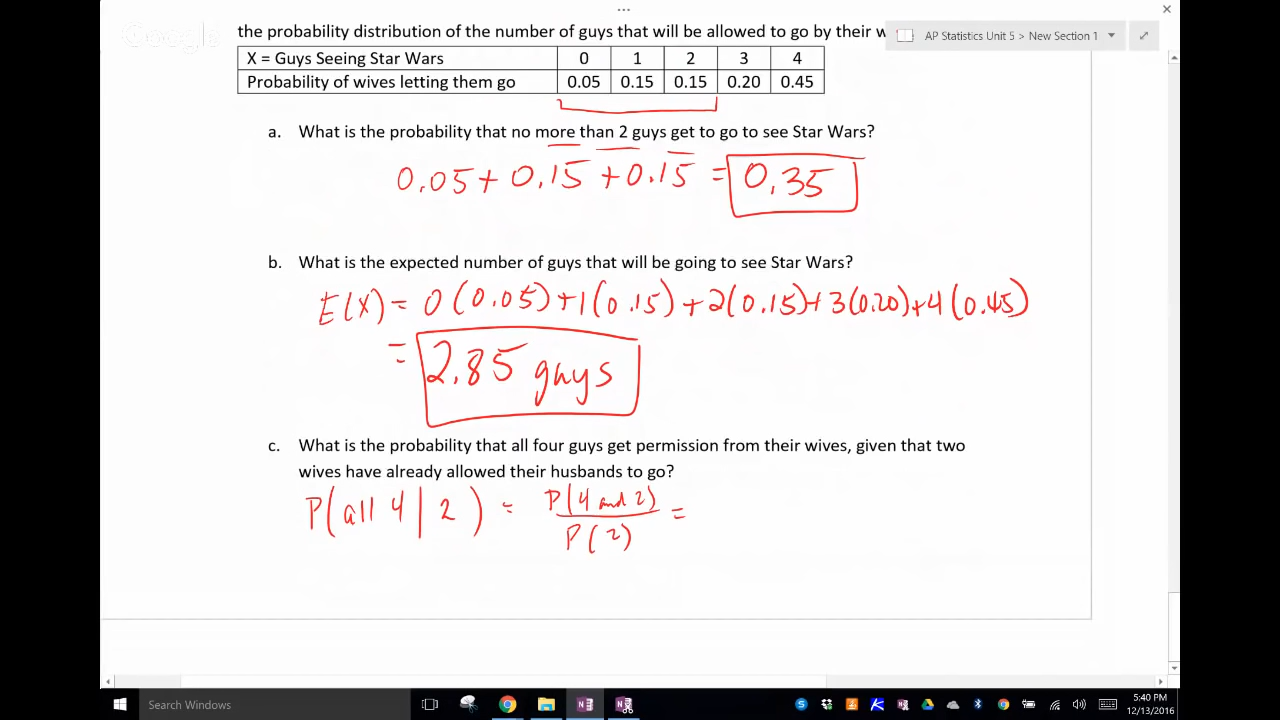 ...
Google
the probability distribution of the number of guys that will be allowed to go by their w
AP Statistics Unit 5 > New Section 1
X = Guys Seeing Star Wars 0 1 2 3 4
Probability of wives letting them go 0.05 0.15 0.15 0.20 0.45
a. What is the probability that no more than 2 guys get to go to see Star Wars?
0.05 + 0.15 + 0.15 = 0.35
b. What is the expected number of guys that will be going to see Star Wars?
E(X) = 0(0.05) + 1(0.15) + 2(0.15) + 3(0.20) + 4(0.45)
= 2.85 guys
c. What is the probability that all four guys get permission from their wives, given that two
wives have already allowed their husbands to go?
P(all 4 | 2) = P(4 and 2) =
P(2)
Search Windows
5:40 PM
12/13/2016